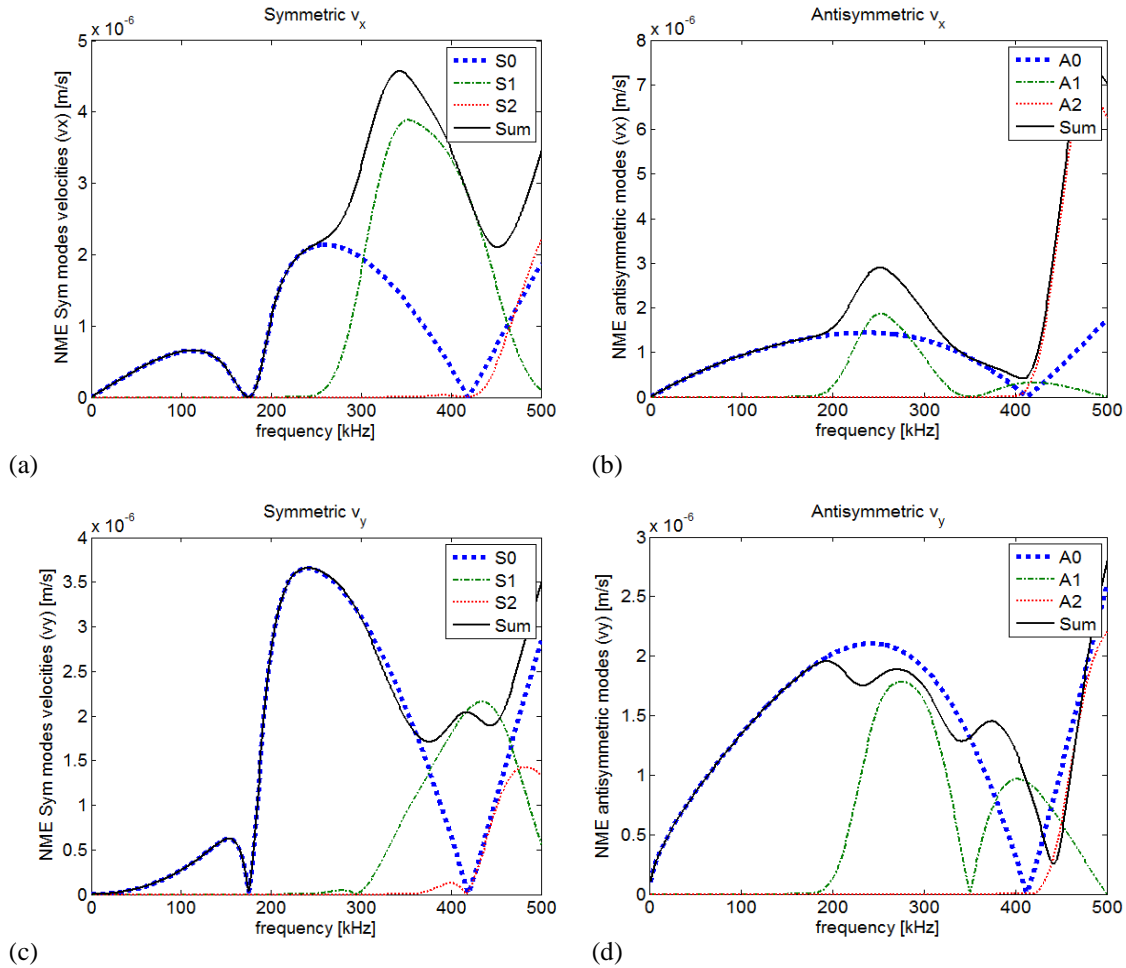 Symmetric v_x
x 10^-6
NME Sym modes velocities (vx) [m/s]
5
4
3
2
1
0
0 100 200 300 400 500
frequency [kHz]
S0
S1
S2
Sum
(a)
Antisymmetric v_x
x 10^-6
NME antisymmetric modes (vx) [m/s]
8
7
6
5
4
3
2
1
0
0 100 200 300 400 500
frequency [kHz]
A0
A1
A2
Sum
(b)
Symmetric v_y
x 10^-6
NME Sym modes velocities (vy) [m/s]
4
3.5
3
2.5
2
1.5
1
0.5
0
0 100 200 300 400 500
frequency [kHz]
S0
S1
S2
Sum
(c)
Antisymmetric v_y
x 10^-6
NME antisymmetric modes (vy) [m/s]
3
2.5
2
1.5
1
0.5
0
0 100 200 300 400 500
frequency [kHz]
A0
A1
A2
Sum
(d)